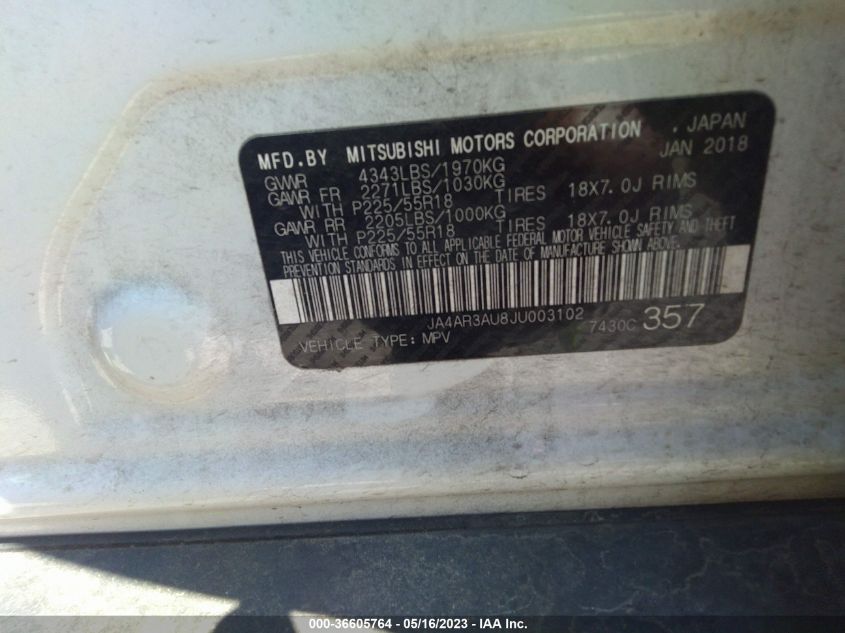 MFD.BY MITSUBISHI MOTORS CORPORATION . JAPAN
JAN 2018
GVWR 4343LBS/1970KG
GAWR FR 2271LBS/1030KG
WITH P225/55R18 TIRES 18X7.0J RIMS
GAWR RR 2205LBS/1000KG
WITH P225/55R18 TIRES 18X7.0J RIMS
THIS VEHICLE CONFORMS TO ALL APPLICABLE FEDERAL MOTOR VEHICLE SAFETY AND THEFT
PREVENTION STANDARDS IN EFFECT ON THE DATE OF MANUFACTURE SHOWN ABOVE.
JA4AR3AU8JU003102
VEHICLE TYPE: MPV 7430C 357
000-36605764 - 05/16/2023 - IAA Inc.